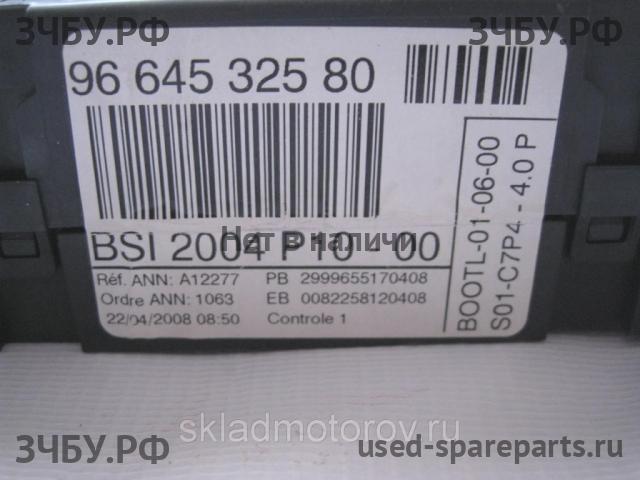 ЗЧБУ.РФ
ЗЧБУ.РФ
96 645 325 80
BSI 2004 P10 - 00
Нет в наличии
Réf. ANN: A12277 PB 2999655170408
Ordre ANN: 1063 EB 0082258120408
22/04/2008 08:50 Controle 1
BOOTL-01-06-00
S01-C7P4 - 4.0 P
skladmotorov.ru
ЗЧБУ.РФ
used-spareparts.ru